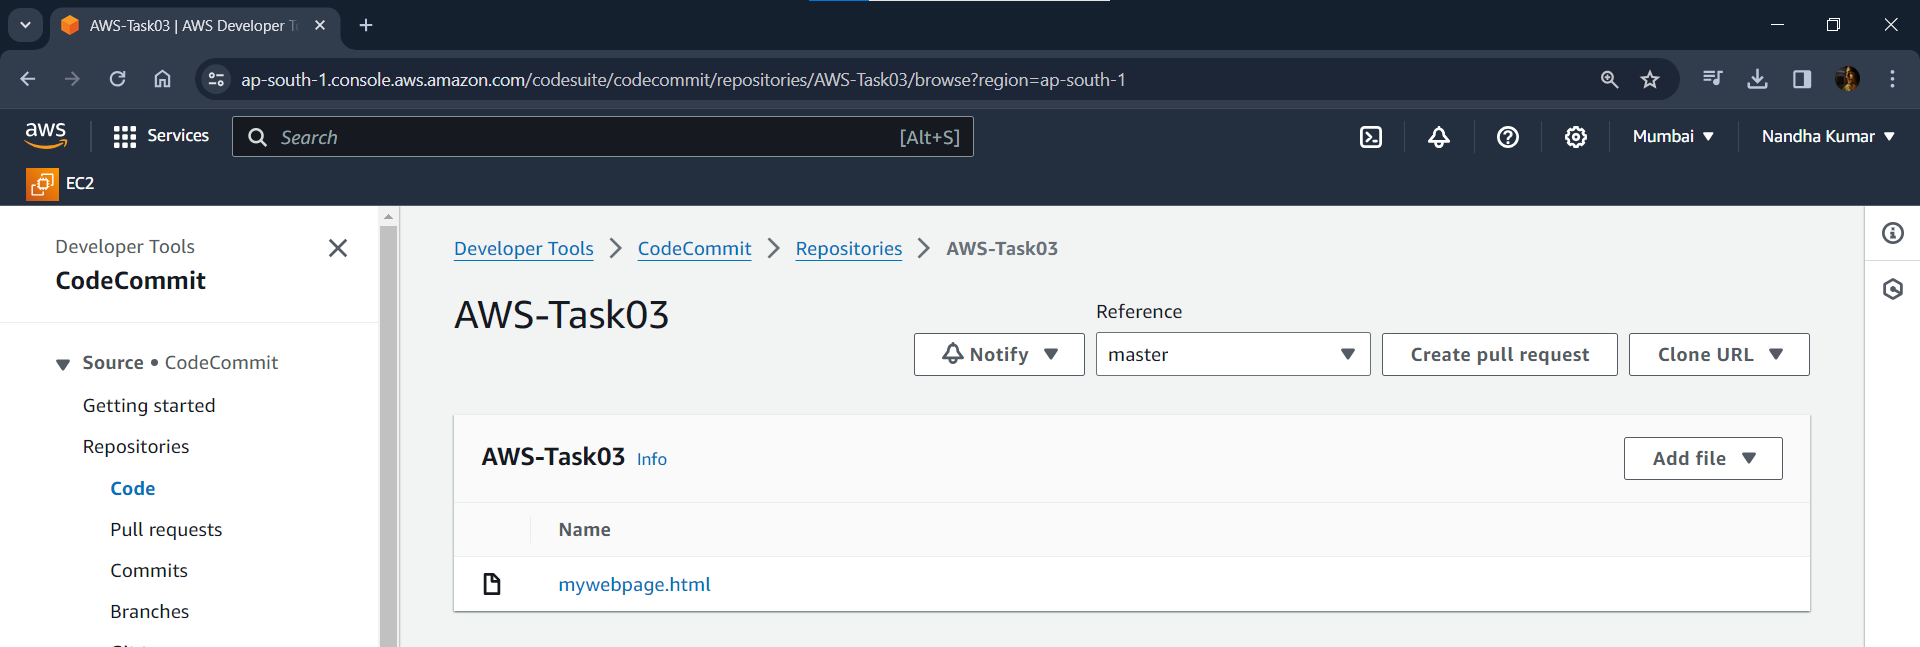 AWS-Task03 | AWS Developer To
ap-south-1.console.aws.amazon.com/codesuite/codecommit/repositories/AWS-Task03/browse?region=ap-south-1
aws
Services
Search
[Alt+S]
Mumbai
Nandha Kumar
EC2
Developer Tools
CodeCommit
Source • CodeCommit
Getting started
Repositories
Code
Pull requests
Commits
Branches
Developer Tools
CodeCommit
Repositories
AWS-Task03
AWS-Task03
Notify
Reference
master
Create pull request
Clone URL
AWS-Task03 Info
Add file
Name
mywebpage.html